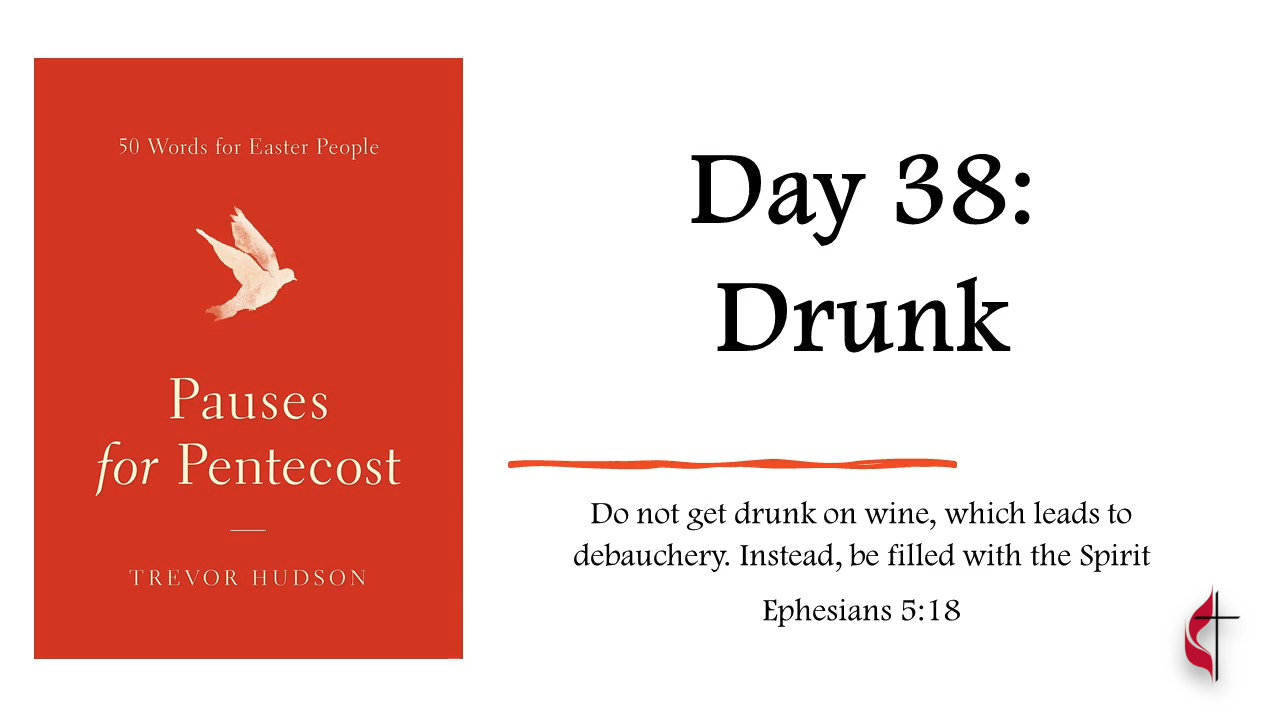 50 Words for Easter People
Pauses
for Pentecost
TREVOR HUDSON
Day 38:
Drunk
Do not get drunk on wine, which leads to
debauchery. Instead, be filled with the Spirit
Ephesians 5:18